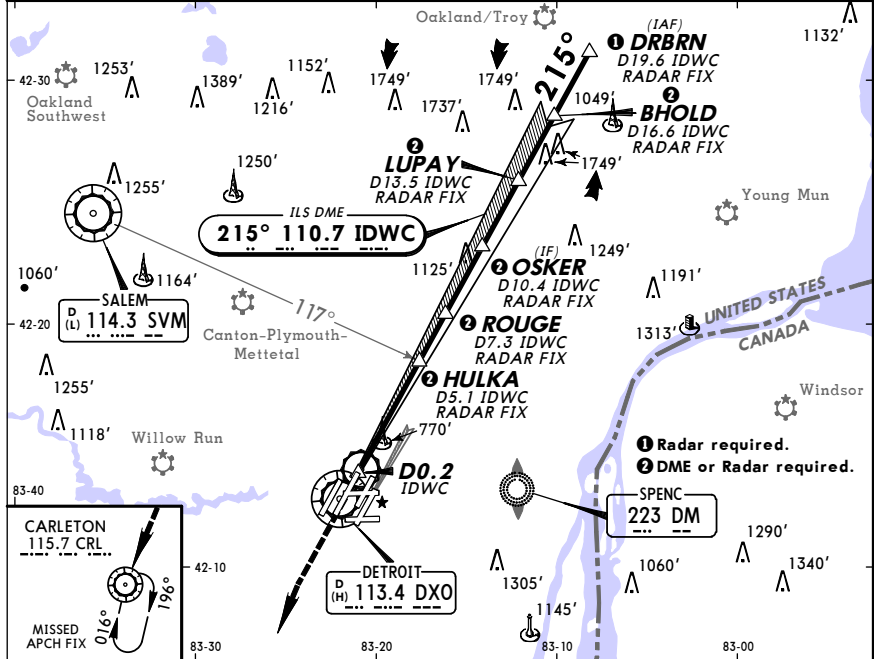 Oakland/Troy
1132'
(IAF)
❶ DRBRN
D19.6 IDWC
RADAR FIX
215°
42-30
1253'
Oakland
Southwest
1389'
1152'
1216'
1749'
1749'
1737'
1049'
❷
BHOLD
D16.6 IDWC
RADAR FIX
❷
LUPAY
D13.5 IDWC
RADAR FIX
1749'
1255'
1250'
Young Mun
ILS DME
215° 110.7 IDWC
1249'
1060'
1164'
1125'
(IF)
❷ OSKER
D10.4 IDWC
RADAR FIX
1191'
SALEM
D
(L) 114.3 SVM
117°
UNITED STATES
CANADA
42-20
Canton-Plymouth-
Mettetal
❷ ROUGE
D7.3 IDWC
RADAR FIX
1313'
1255'
❷ HULKA
D5.1 IDWC
RADAR FIX
Windsor
1118'
Willow Run
770'
❶ Radar required.
❷ DME or Radar required.
D0.2
IDWC
83-40
SPENC
223 DM
CARLETON
115.7 CRL
196°
016°
MISSED
APCH FIX
42-10
DETROIT
D
(H) 113.4 DXO
1305'
1145'
1060'
1290'
1340'
83-30
83-20
83-10
83-00